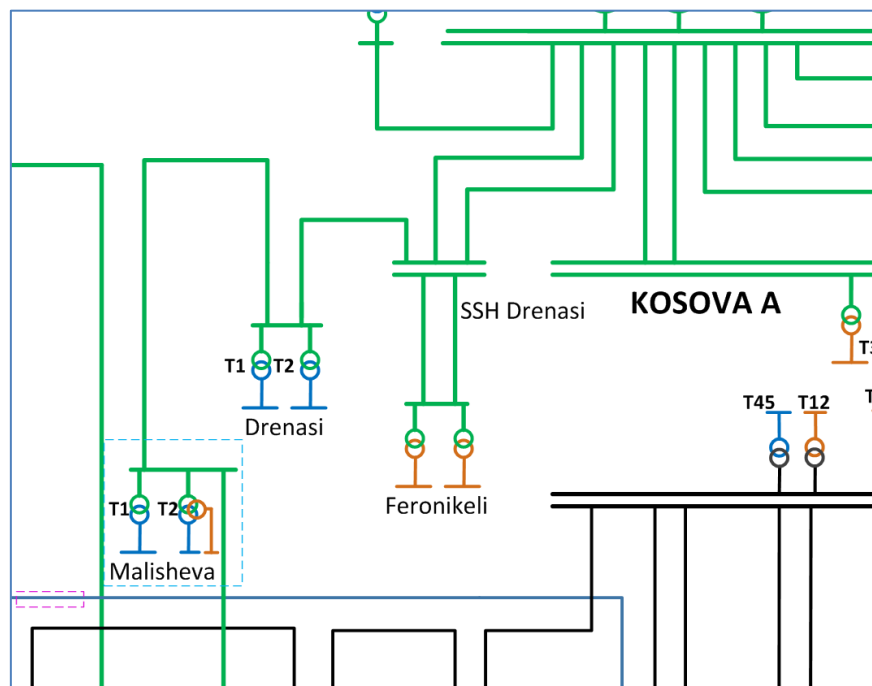 SSH Drenasi
KOSOVA A
T1 T2
Drenasi
T45 T12
Feronikeli
T1 T2
Malisheva